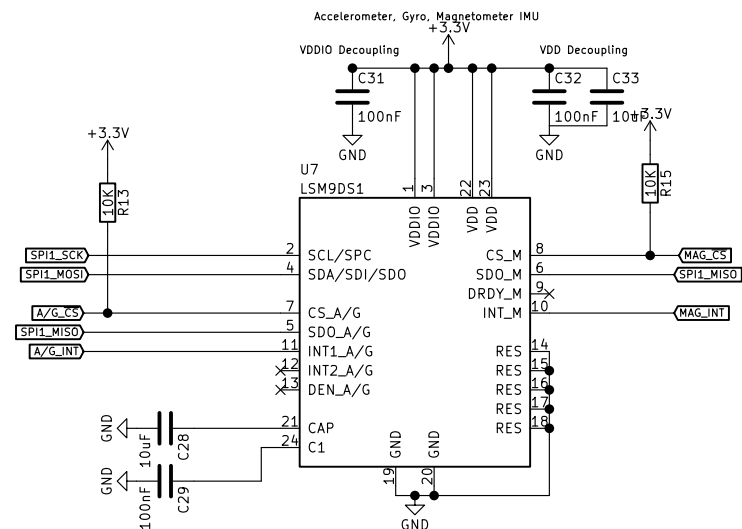 Accelerometer, Gyro, Magnetometer IMU
+3.3V
VDDIO Decoupling
VDD Decoupling
C31
100nF
GND
C32
100nF
GND
C33
10uF
+3.3V
+3.3V
10K
R13
10K
R15
U7
LSM9DS1
1
3
22
23
VDDIO
VDDIO
VDD
VDD
SPI1_SCK
2
SCL/SPC
CS_M
8
MAG_CS
SPI1_MOSI
4
SDA/SDI/SDO
SDO_M
6
SPI1_MISO
DRDY_M
9
A/G_CS
7
CS_A/G
INT_M
10
MAG_INT
SPI1_MISO
5
SDO_A/G
A/G_INT
11
INT1_A/G
RES
14
12
INT2_A/G
RES
15
13
DEN_A/G
RES
16
RES
17
GND
10uF
C28
21
CAP
RES
18
24
C1
GND
100nF
C29
GND
GND
19
20
GND